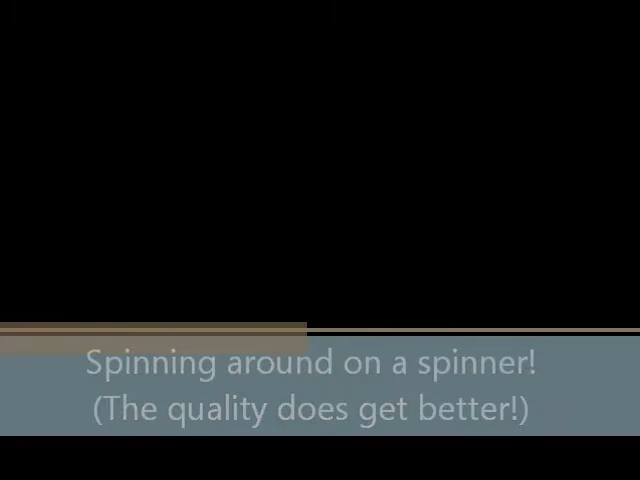 Spinning around on a spinner!
(The quality does get better!)